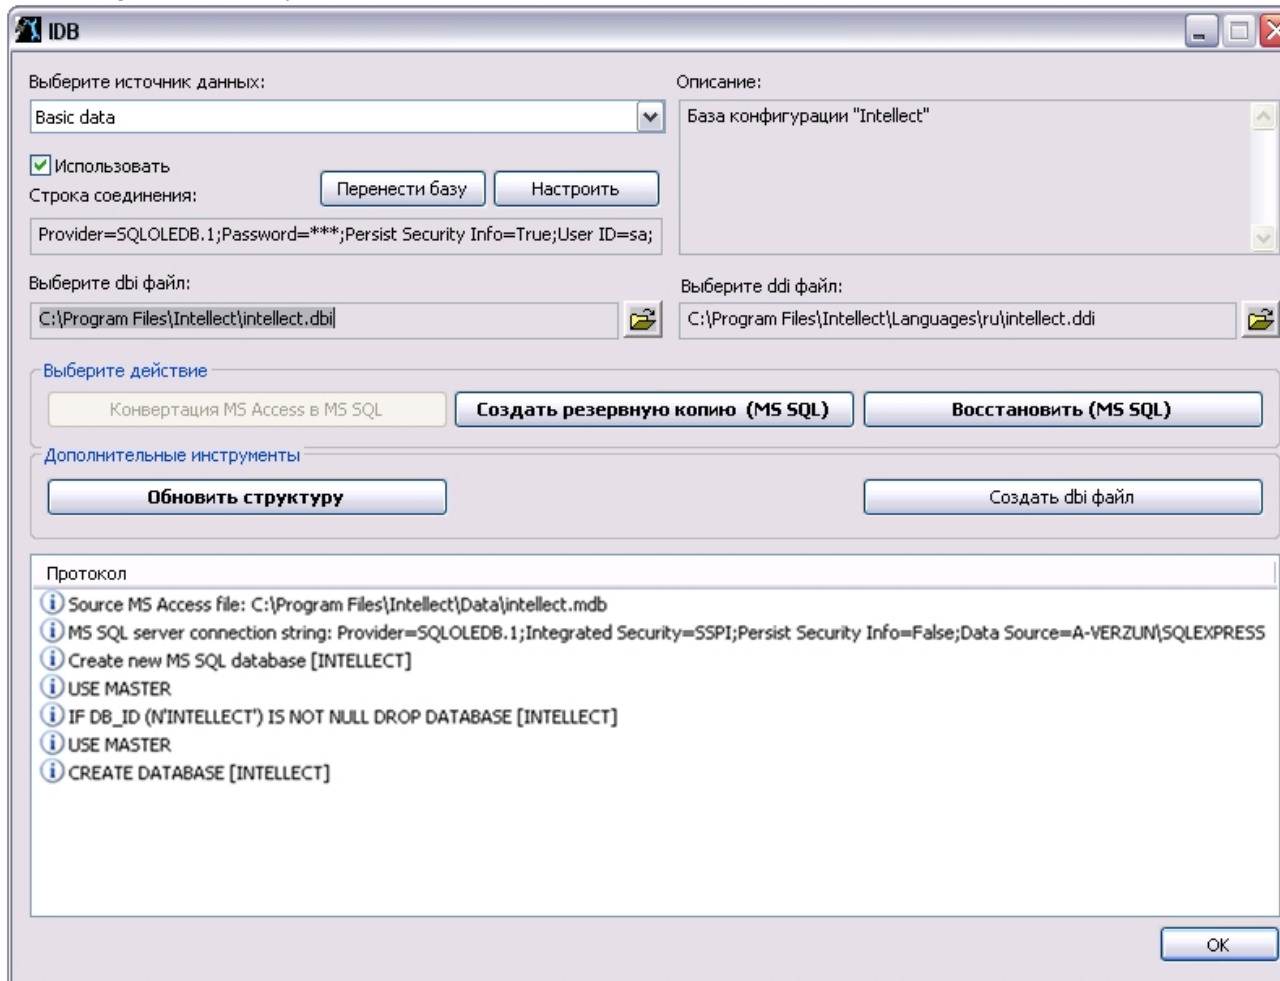 IDB
Выберите источник данных:
Описание:
Basic data
База конфигурации "Intellect"
Использовать
Строка соединения:
Перенести базу
Настроить
Provider=SQLOLEDB.1;Password=***;Persist Security Info=True;User ID=sa;
Выберите dbi файл:
Выберите ddi файл:
C:\Program Files\Intellect\intellect.dbi
C:\Program Files\Intellect\Languages\ru\intellect.ddi
Выберите действие
Конвертация MS Access в MS SQL
Создать резервную копию (MS SQL)
Восстановить (MS SQL)
Дополнительные инструменты
Обновить структуру
Создать dbi файл
Протокол
Source MS Access file: C:\Program Files\Intellect\Data\intellect.mdb
MS SQL server connection string: Provider=SQLOLEDB.1;Integrated Security=SSPI;Persist Security Info=False;Data Source=A-VERZUN\SQLEXPRESS
Create new MS SQL database [INTELLECT]
USE MASTER
IF DB_ID (N'INTELLECT') IS NOT NULL DROP DATABASE [INTELLECT]
USE MASTER
CREATE DATABASE [INTELLECT]
OK